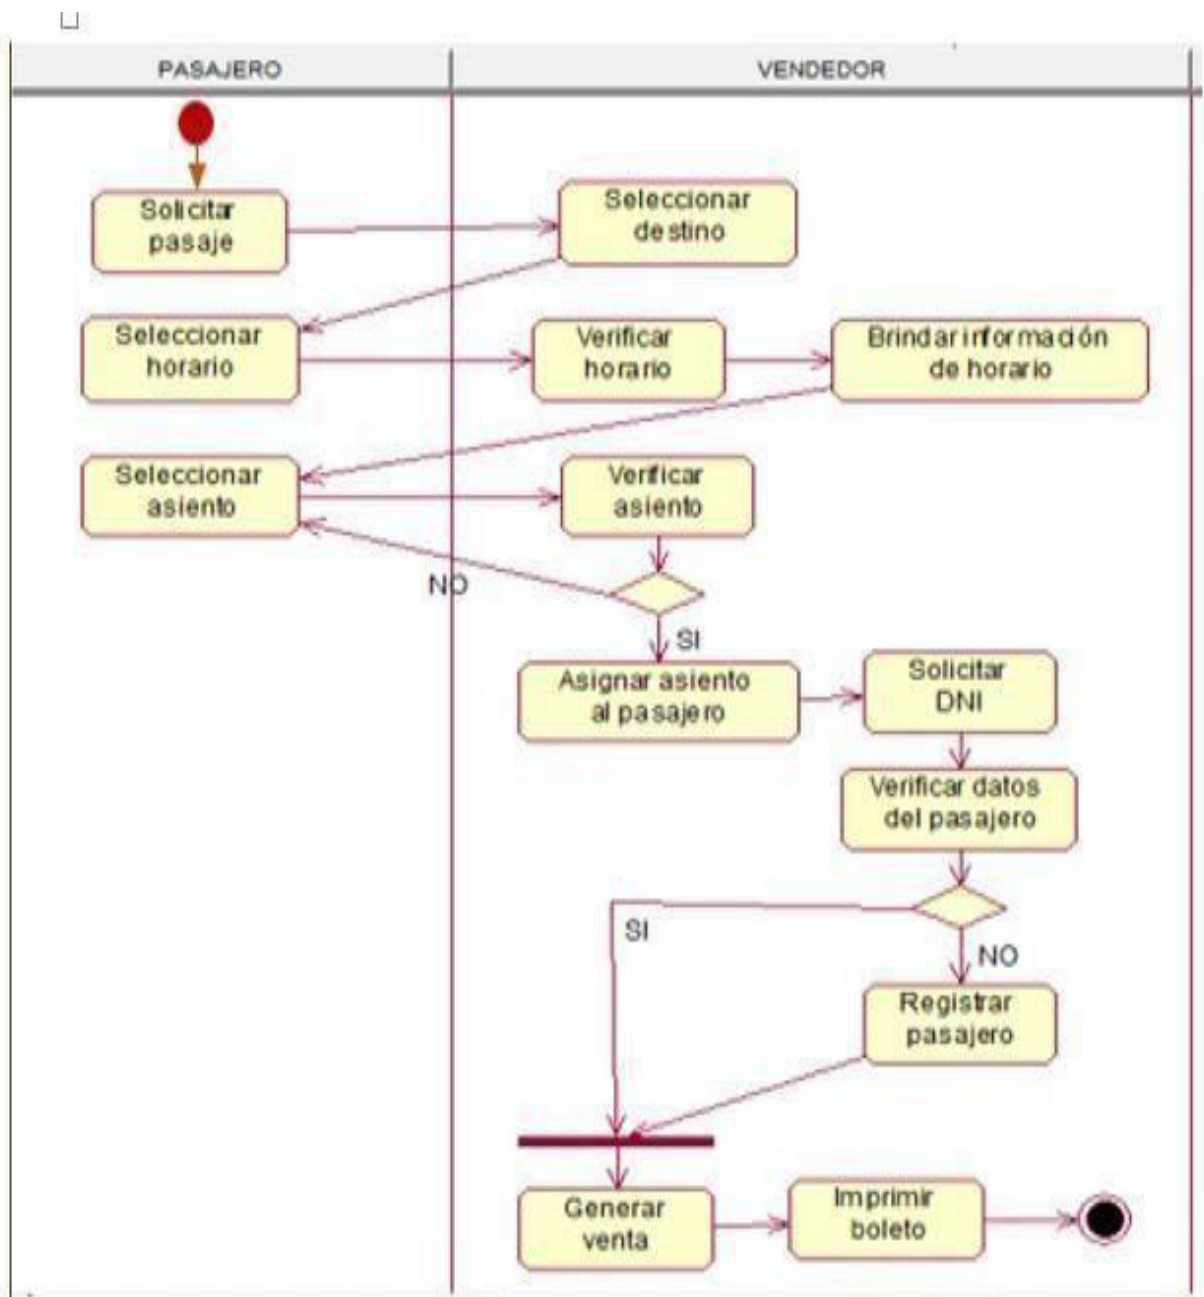 PASAJERO
VENDEDOR
Solicitar
pasaje
Seleccionar
destino
Seleccionar
horario
Verificar
horario
Brindar información
de horario
Seleccionar
asiento
Verificar
asiento
NO
SI
Asignar asiento
al pasajero
Solicitar
DNI
Verificar datos
del pasajero
SI
NO
Registrar
pasajero
Generar
venta
Imprimir
boleto